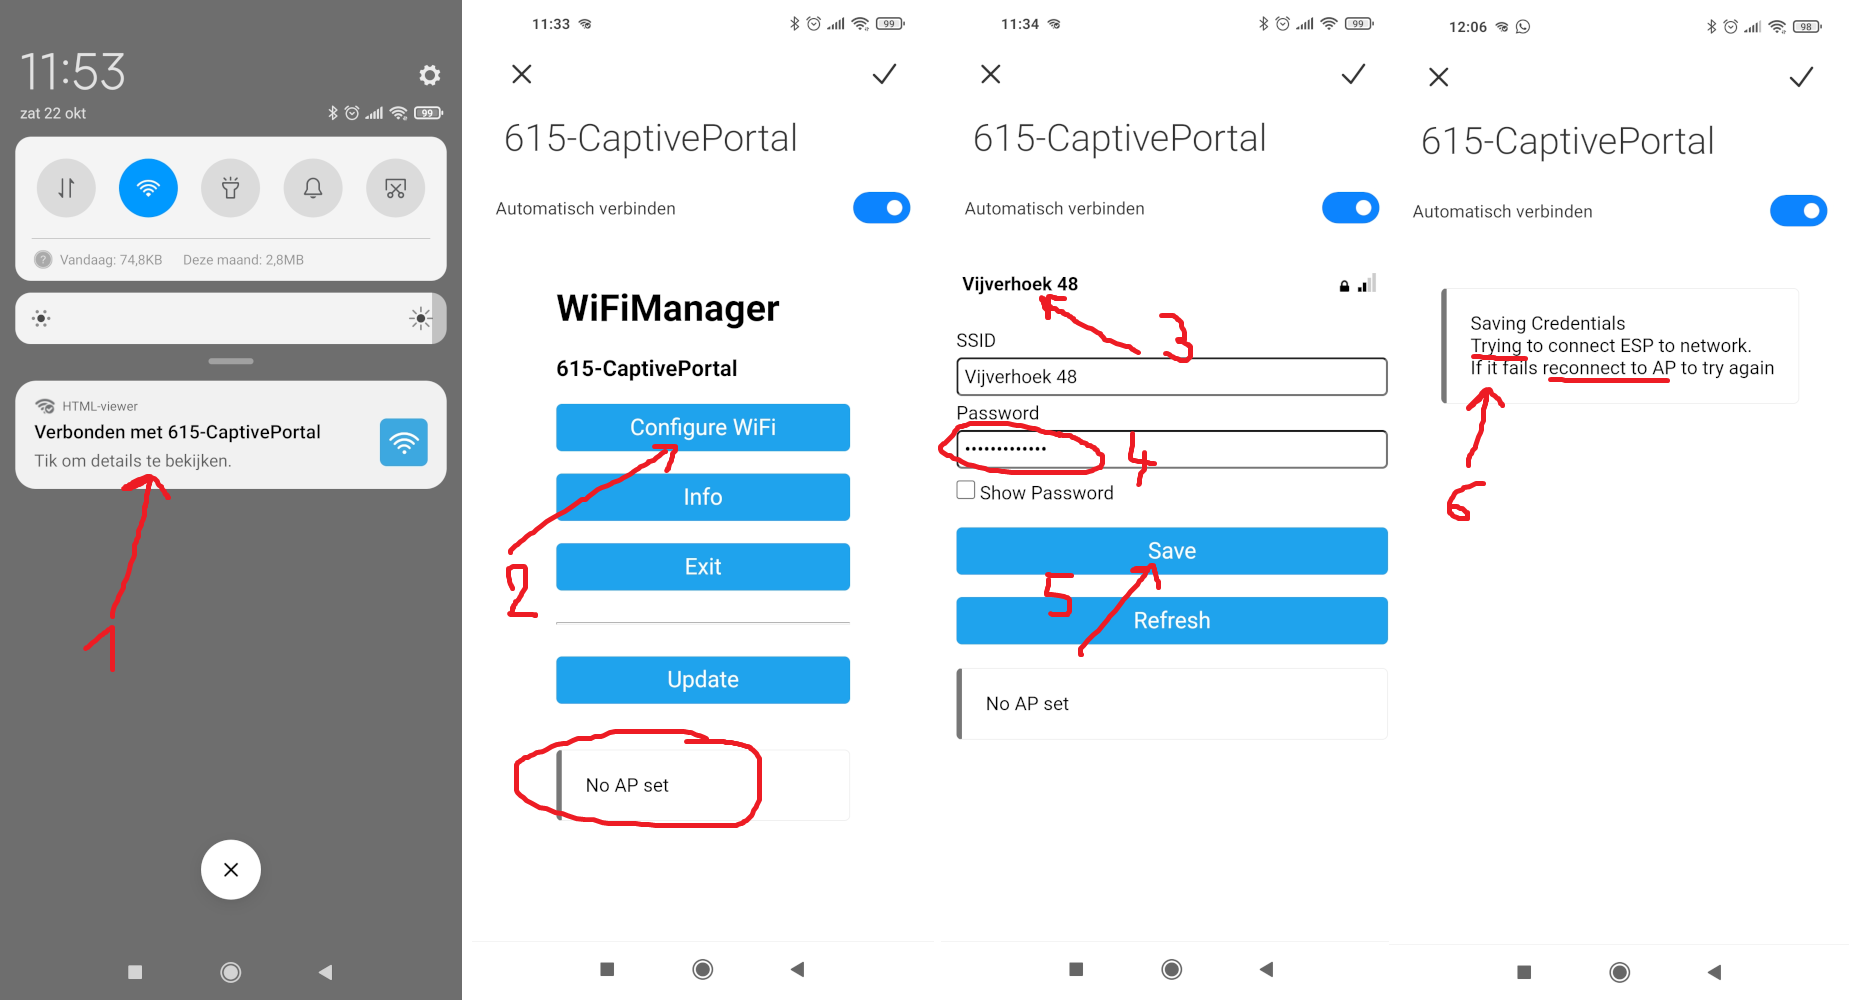 11:53
zat 22 okt
99
Vandaag: 74,8KB Deze maand: 2,8MB
HTML-viewer
Verbonden met 615-CaptivePortal
Tik om details te bekijken.
1
11:33
99
615-CaptivePortal
Automatisch verbinden
WiFiManager
615-CaptivePortal
Configure WiFi
Info
Exit
2
Update
No AP set
11:34
99
615-CaptivePortal
Automatisch verbinden
Vijverhoek 48
3
SSID
Vijverhoek 48
Password
•••••••••••••
4
Show Password
Save
5
Refresh
No AP set
12:06
98
615-CaptivePortal
Automatisch verbinden
Saving Credentials
Trying to connect ESP to network.
If it fails reconnect to AP to try again
6